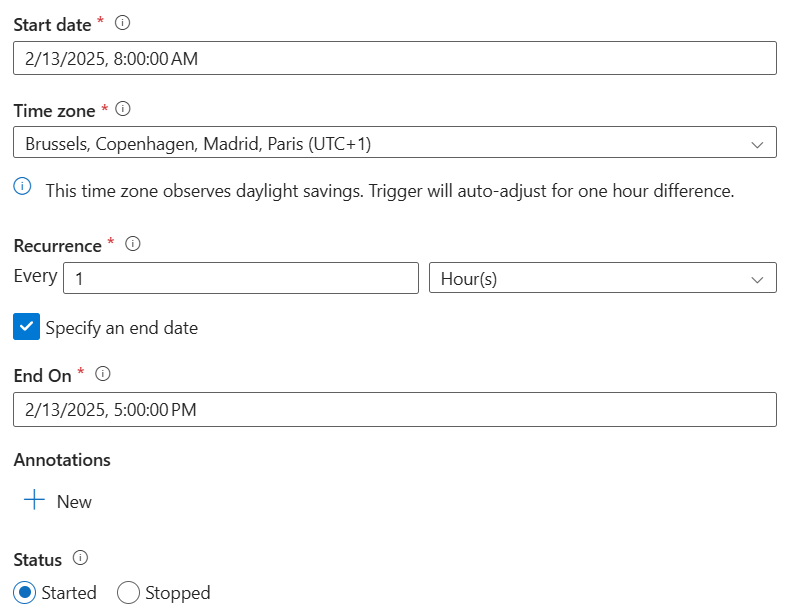 Start date *
2/13/2025, 8:00:00 AM
Time zone *
Brussels, Copenhagen, Madrid, Paris (UTC+1)
This time zone observes daylight savings. Trigger will auto-adjust for one hour difference.
Recurrence *
Every 1 Hour(s)
Specify an end date
End On *
2/13/2025, 5:00:00 PM
Annotations
New
Status
Started Stopped